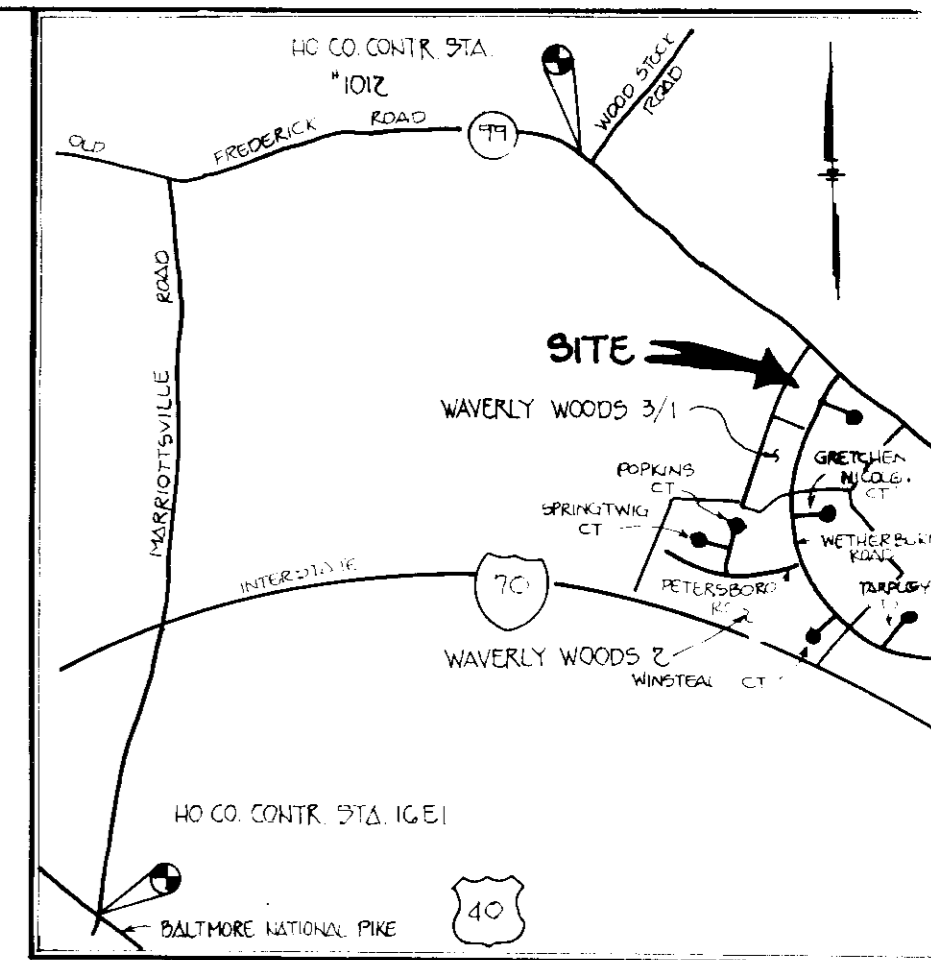 HO CO. CONTR. STA.
#1012
WOOD STOCK
ROAD
OLD
FREDERICK
ROAD
99
MARRIOTTSVILLE
ROAD
SITE
WAVERLY WOODS 3/1
POPKINS
CT
GRETCHEN
NICOLE
CT
SPRINGTWIG
CT
WETHERBURN
ROAD
INTERSTATE
70
PETERSBORO
TARPLEY
WAVERLY WOODS 2
WINSTEAD CT
HO CO. CONTR. STA. 16E1
40
BALTMORE NATIONAL PIKE